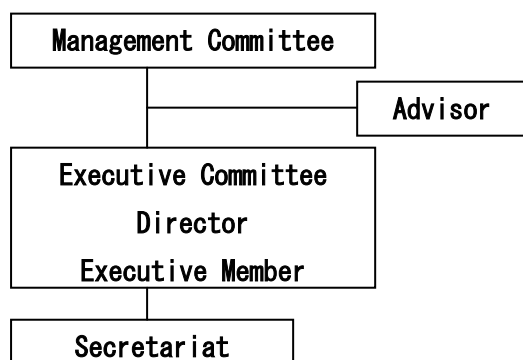 Management Committee
Advisor
Executive Committee
Director
Executive Member
Secretariat